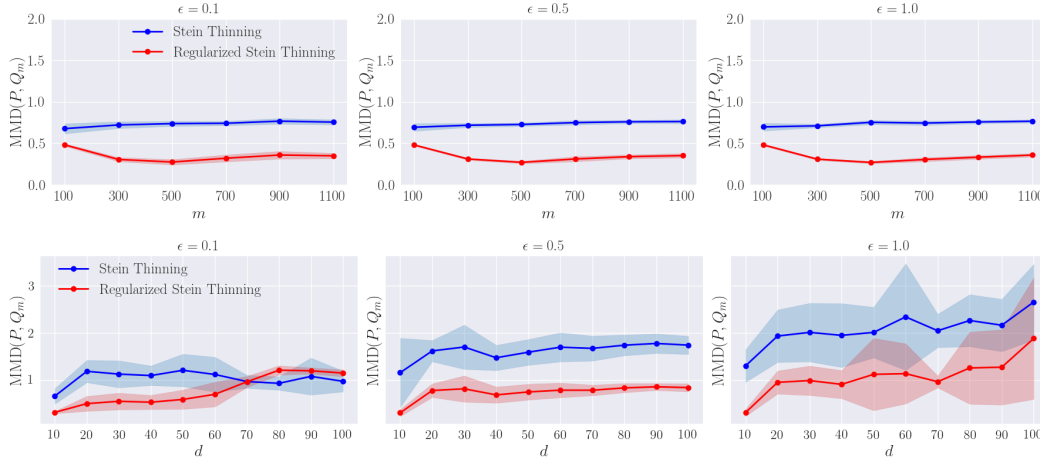 ϵ = 0.1
ϵ = 0.5
ϵ = 1.0
MMD(P, Q_m)
2.0
1.5
1.0
0.5
0.0
Stein Thinning
Regularized Stein Thinning
100 300 500 700 900 1100
m
MMD(P, Q_m)
2.0
1.5
1.0
0.5
0.0
100 300 500 700 900 1100
m
MMD(P, Q_m)
2.0
1.5
1.0
0.5
0.0
100 300 500 700 900 1100
m
ϵ = 0.1
ϵ = 0.5
ϵ = 1.0
MMD(P, Q_m)
3
2
1
Stein Thinning
Regularized Stein Thinning
10 20 30 40 50 60 70 80 90 100
d
MMD(P, Q_m)
10 20 30 40 50 60 70 80 90 100
d
MMD(P, Q_m)
10 20 30 40 50 60 70 80 90 100
d